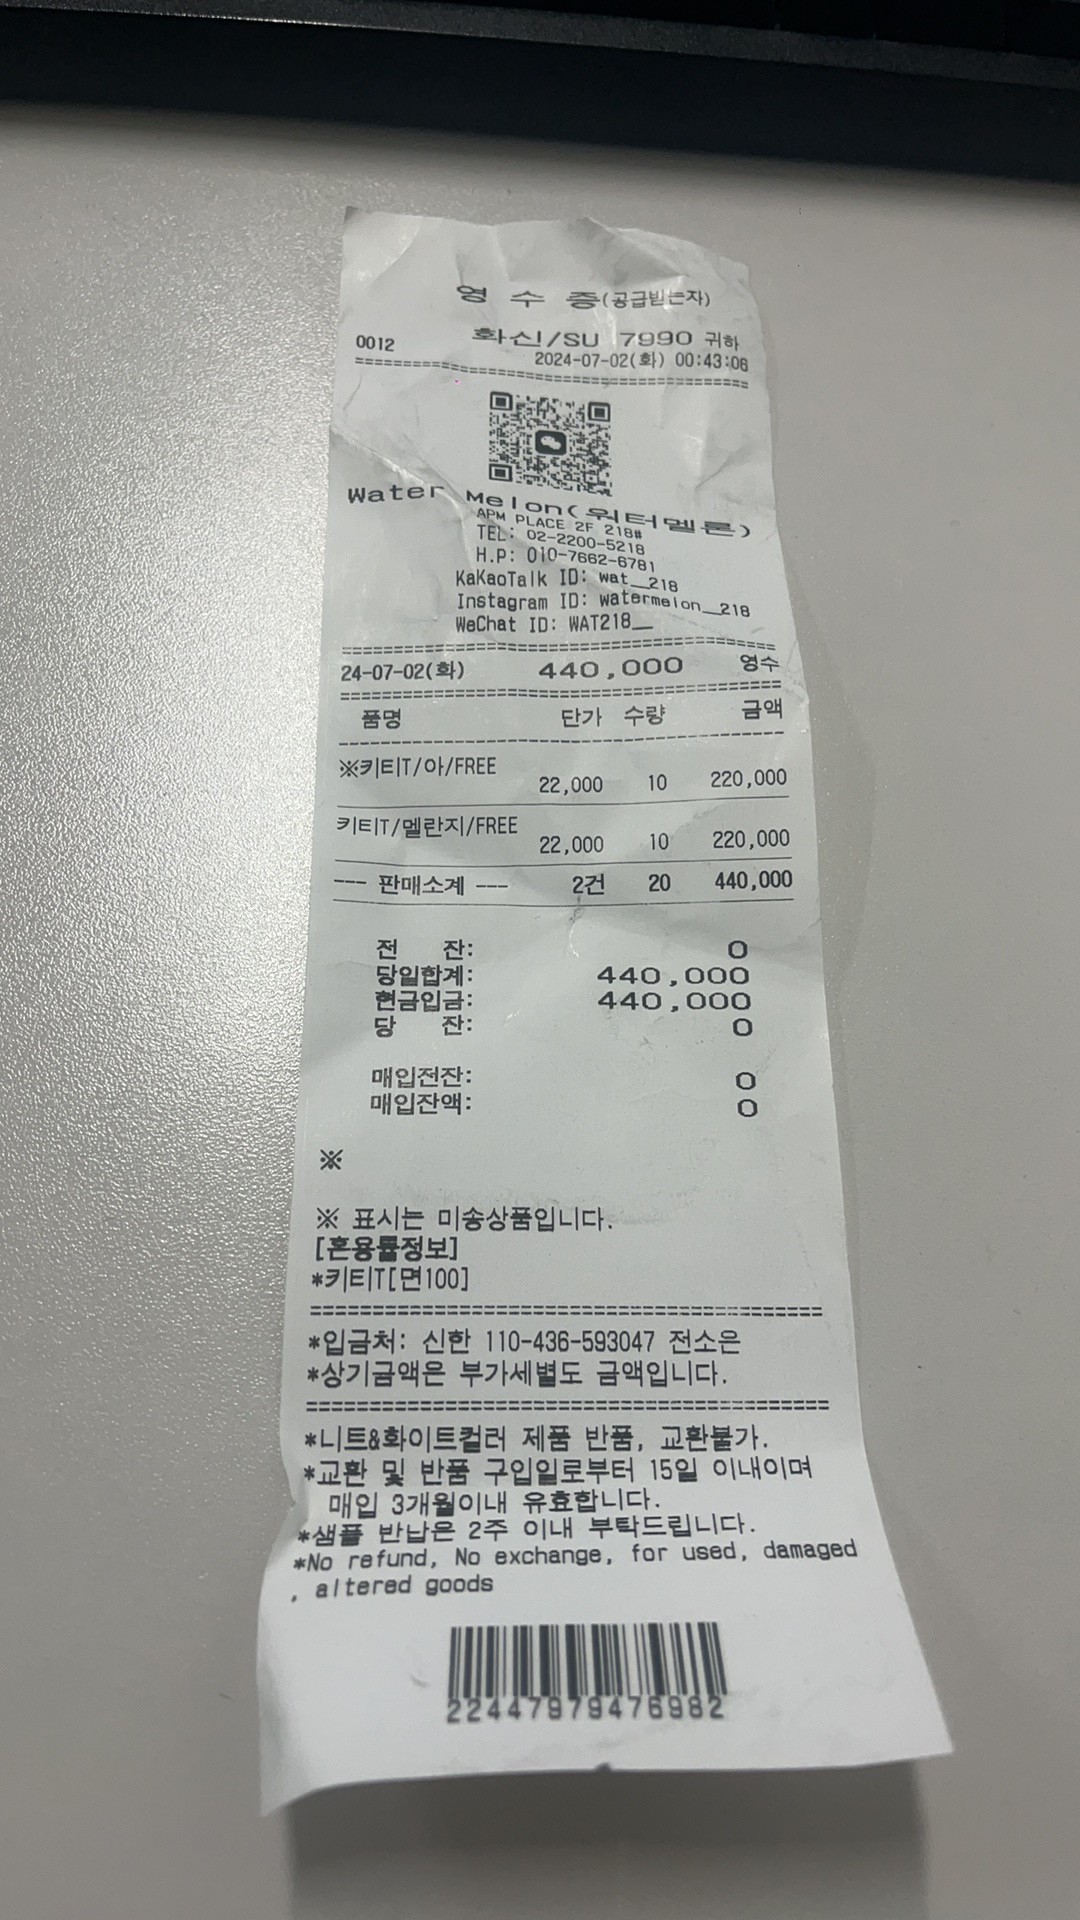 영 수 증(공급받는자)
0012 화신/SU 7990 귀하
2024-07-02(화) 00:43:06
================================================
Water Melon(워터멜론)
APM PLACE 2F 218#
TEL: 02-2200-5218
H.P: 010-7662-6781
KaKaoTalk ID: wat__218
Instagram ID: watermelon__218
WeChat ID: WAT218__
================================================
24-07-02(화) 440,000 영수
================================================
품명 단가 수량 금액
------------------------------------------------
※키티T/아/FREE
22,000 10 220,000
키티T/멜란지/FREE
22,000 10 220,000
--- 판매소계 --- 2건 20 440,000
전 잔: 0
당일합계: 440,000
현금입금: 440,000
당 잔: 0
매입전잔: 0
매입잔액: 0
※
※ 표시는 미송상품입니다.
[혼용률정보]
*키티T[면100]
================================================
*입금처: 신한 110-436-593047 전소은
*상기금액은 부가세별도 금액입니다.
================================================
*니트&화이트컬러 제품 반품, 교환불가.
*교환 및 반품 구입일로부터 15일 이내이며
매입 3개월이내 유효합니다.
*샘플 반납은 2주 이내 부탁드립니다.
*No refund, No exchange, for used, damaged
, altered goods
22447979476982